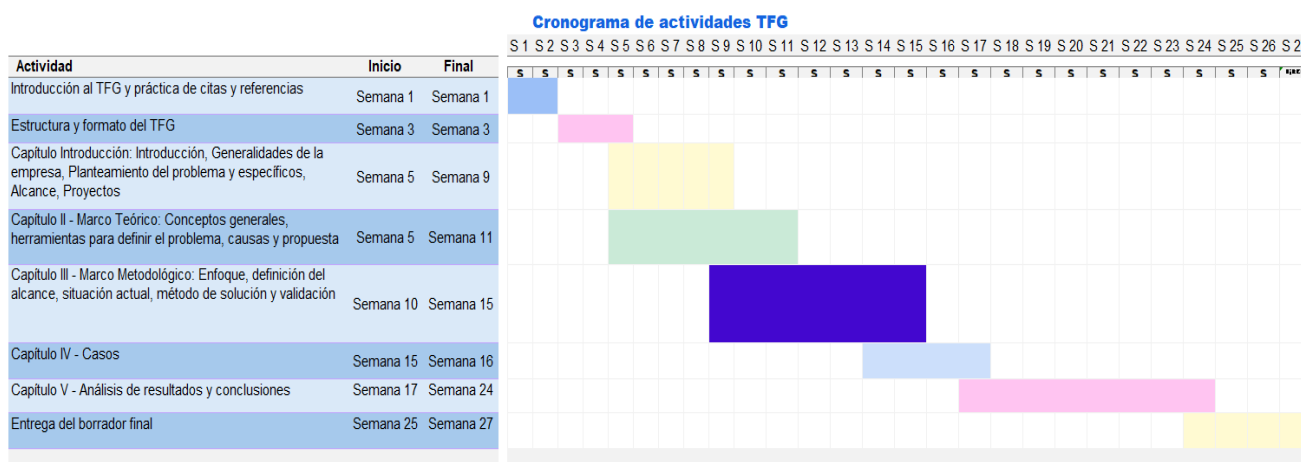 Cronograma de actividades TFG
S 1 S 2 S 3 S 4 S 5 S 6 S 7 S 8 S 9 S 10 S 11 S 12 S 13 S 14 S 15 S 16 S 17 S 18 S 19 S 20 S 21 S 22 S 23 S 24 S 25 S 26 S 2
Actividad Inicio Final
S S S S S S S S S S S S S S S S S S S S S S S S S S
Introducción al TFG y práctica de citas y referencias Semana 1 Semana 1
Estructura y formato del TFG Semana 3 Semana 3
Capítulo Introducción: Introducción, Generalidades de la
empresa, Planteamiento del problema y específicos, Semana 5 Semana 9
Alcance, Proyectos
Capítulo II - Marco Teórico: Conceptos generales,
herramientas para definir el problema, causas y propuesta Semana 5 Semana 11
Capítulo III - Marco Metodológico: Enfoque, definición del
alcance, situación actual, método de solución y validación Semana 10 Semana 15
Capítulo IV - Casos Semana 15 Semana 16
Capítulo V - Análisis de resultados y conclusiones Semana 17 Semana 24
Entrega del borrador final Semana 25 Semana 27